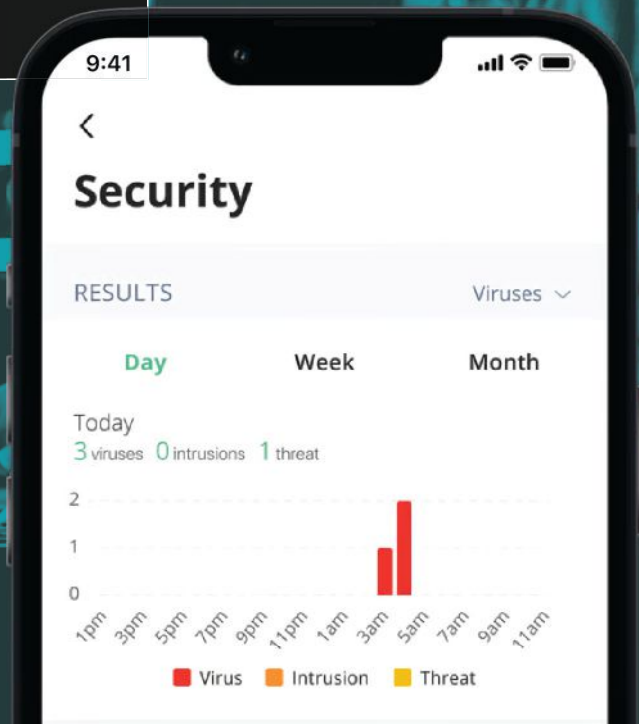 9:41
Security
RESULTS Viruses
Day Week Month
Today
3 viruses 0 intrusions 1 threat
2
1
0
1pm 3pm 5pm 7pm 9pm 11pm 1am 3am 5am 7am 9am 11am
Virus Intrusion Threat